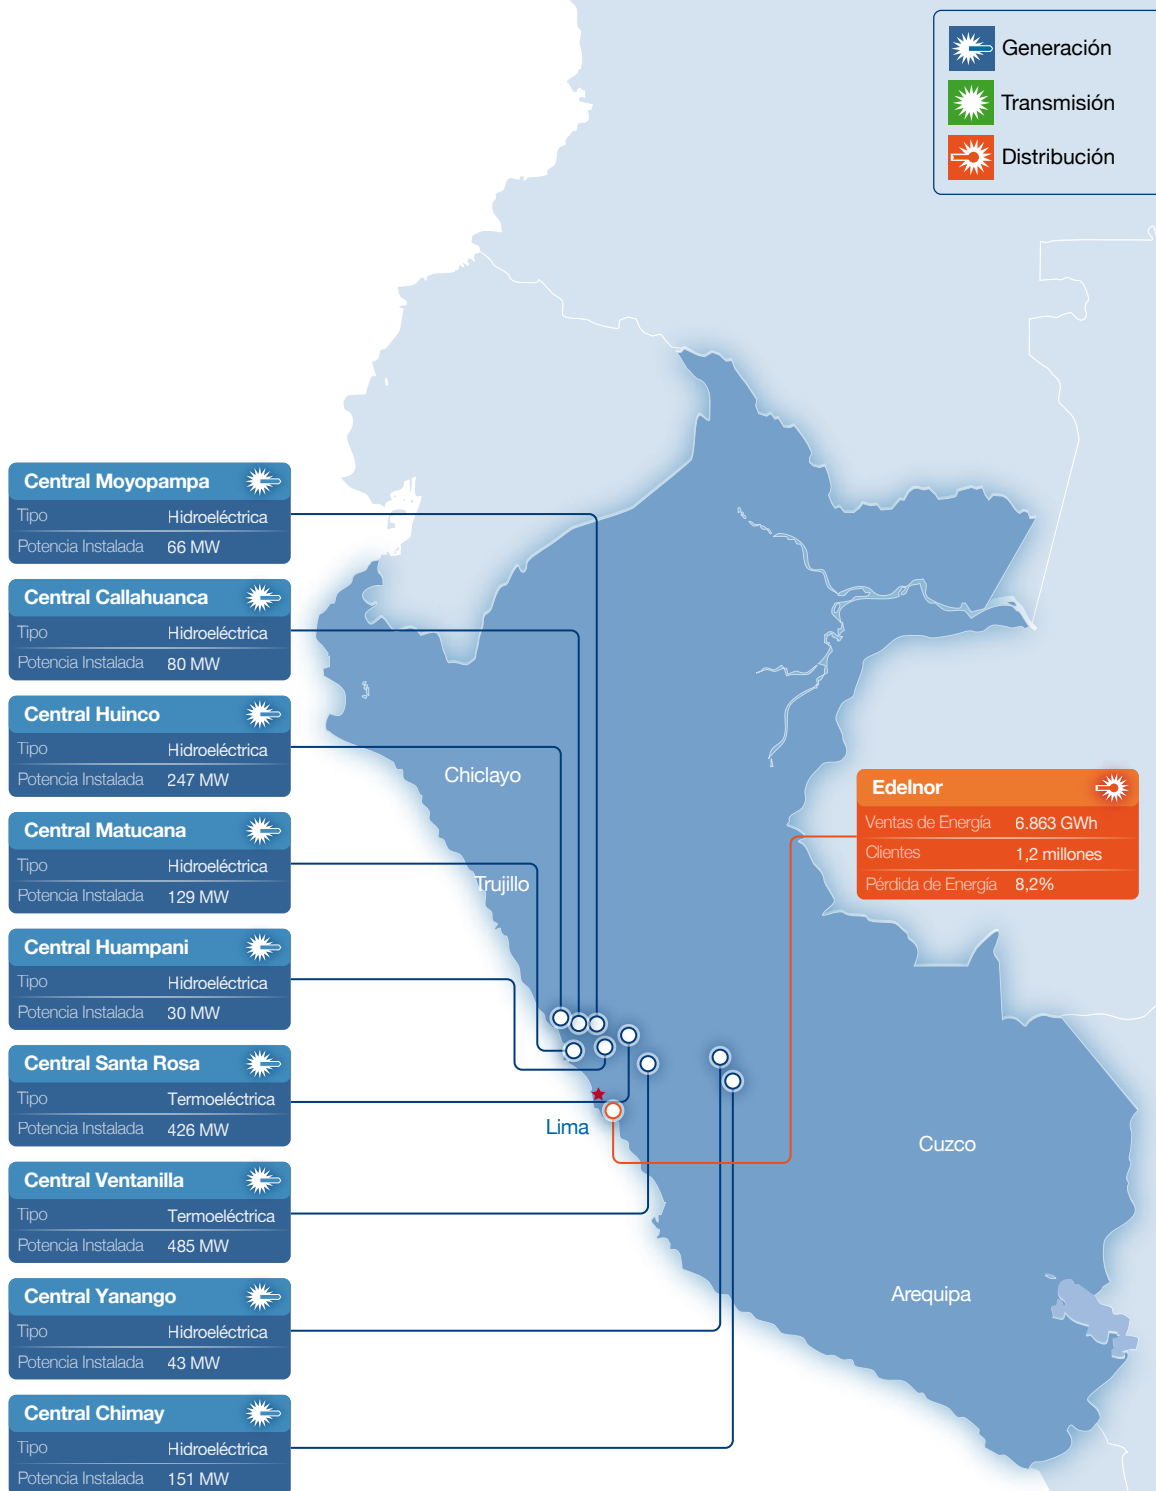 Generación
Transmisión
Distribución
Central Moyopampa
Tipo Hidroeléctrica
Potencia Instalada 66 MW
Central Callahuanca
Tipo Hidroeléctrica
Potencia Instalada 80 MW
Central Huinco
Tipo Hidroeléctrica
Potencia Instalada 247 MW
Central Matucana
Tipo Hidroeléctrica
Potencia Instalada 129 MW
Central Huampani
Tipo Hidroeléctrica
Potencia Instalada 30 MW
Central Santa Rosa
Tipo Termoeléctrica
Potencia Instalada 426 MW
Central Ventanilla
Tipo Termoeléctrica
Potencia Instalada 485 MW
Central Yanango
Tipo Hidroeléctrica
Potencia Instalada 43 MW
Central Chimay
Tipo Hidroeléctrica
Potencia Instalada 151 MW
Chiclayo
Trujillo
Lima
Cuzco
Arequipa
Edelnor
Ventas de Energía 6.863 GWh
Clientes 1,2 millones
Pérdida de Energía 8,2%